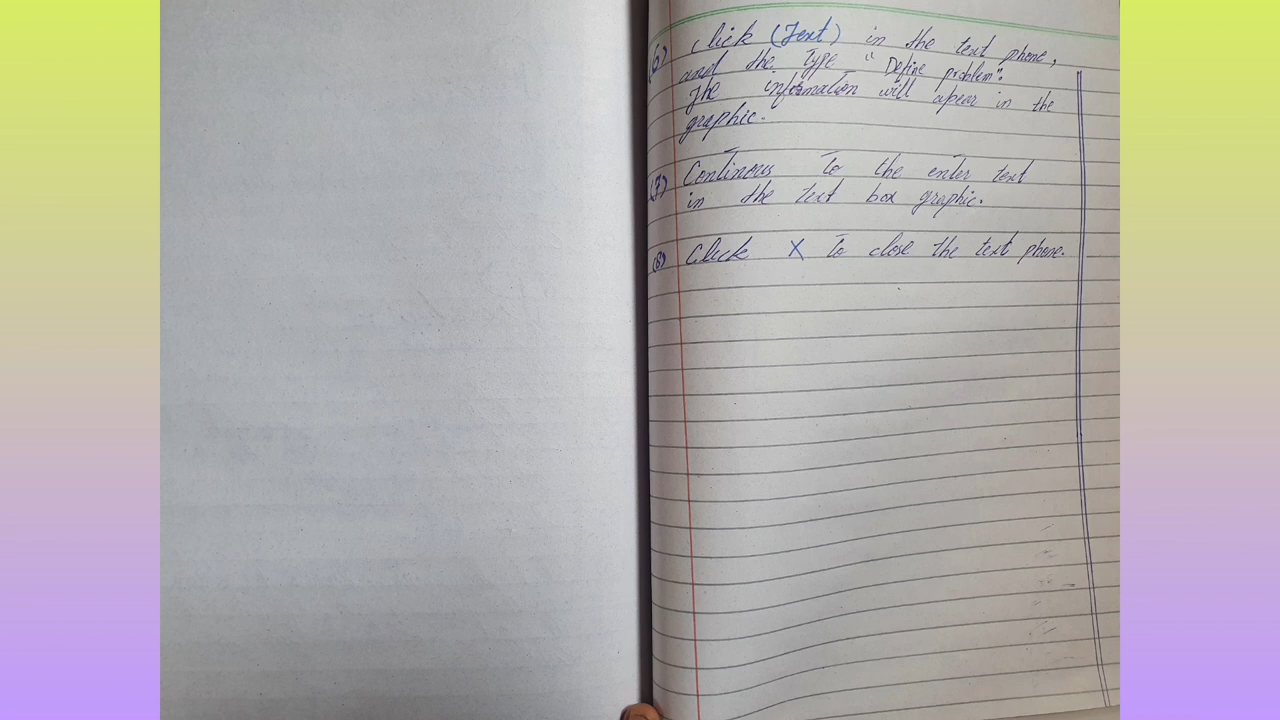 (6) Click (Text) in the text phone,
and the type "Define problem".
The information will apear in the
graphic.
(7) Continous to the enter text
in the text box graphic.
(8) Click X to close the text phone.